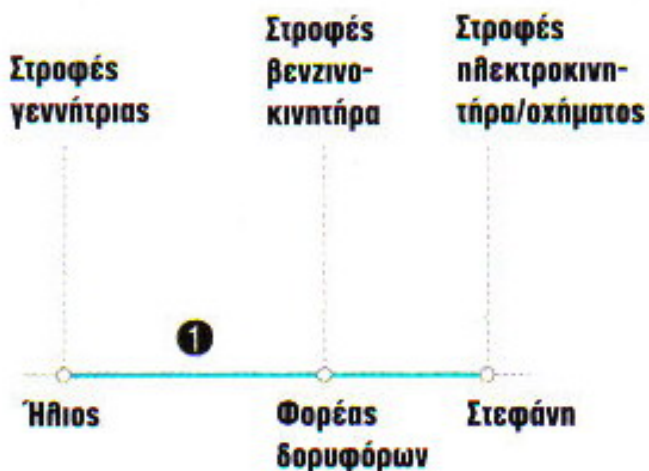 Στροφές
γεννήτριας
Στροφές
βενζινο-
κινητήρα
Στροφές
ηλεκτροκινη-
τήρα/οχήματος
1
Ήλιος
Φορέας
δορυφόρων
Στεφάνη